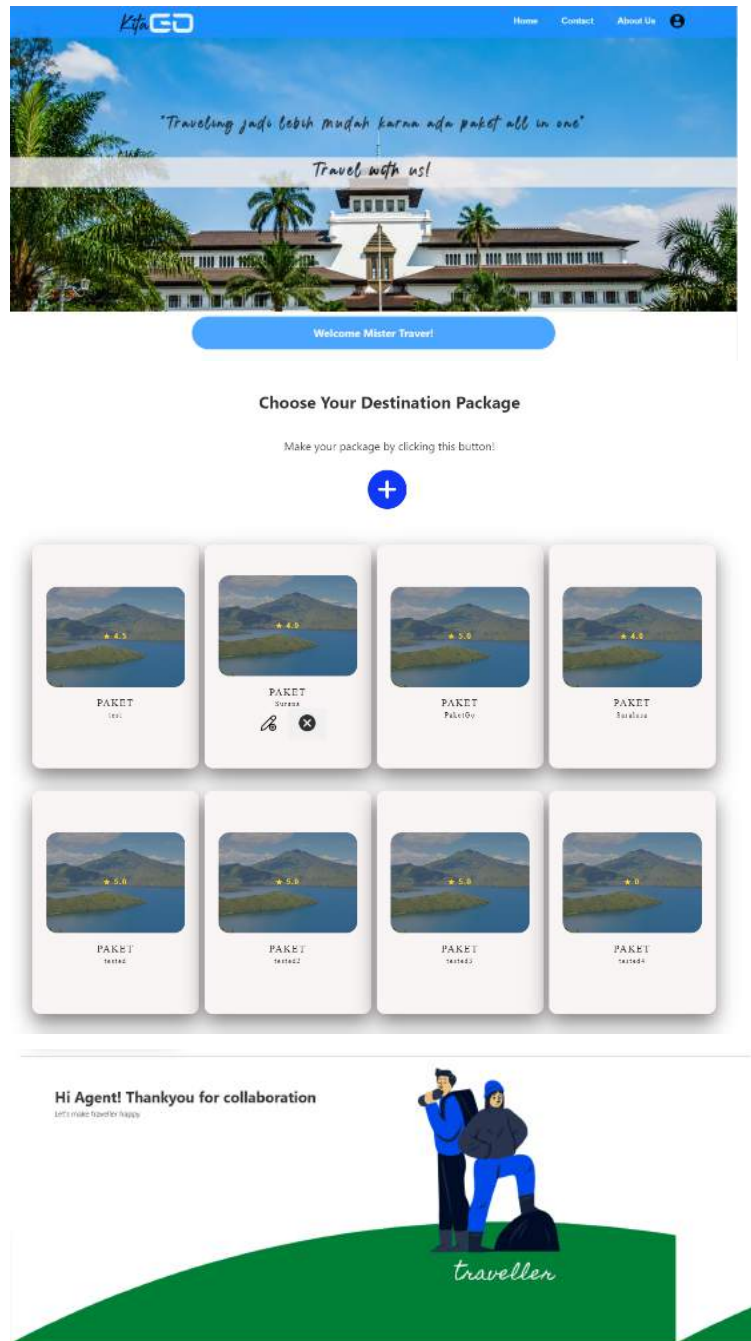 KitaGO
Home Contact About Us
"Traveling jadi lebih mudah karna ada paket all in one"
Travel with us!
Welcome Mister Traver!
Choose Your Destination Package
Make your package by clicking this button!
★ 4.5 ★ 4.0 ★ 5.0 ★ 4.0
PAKET PAKET PAKET PAKET
test PaketGo
★ 5.0 ★ 5.0 ★ 5.0 ★ 0
PAKET PAKET PAKET PAKET
tested tested2 tested3 tested4
Hi Agent! Thankyou for collaboration
Let's make traveller happy
traveller